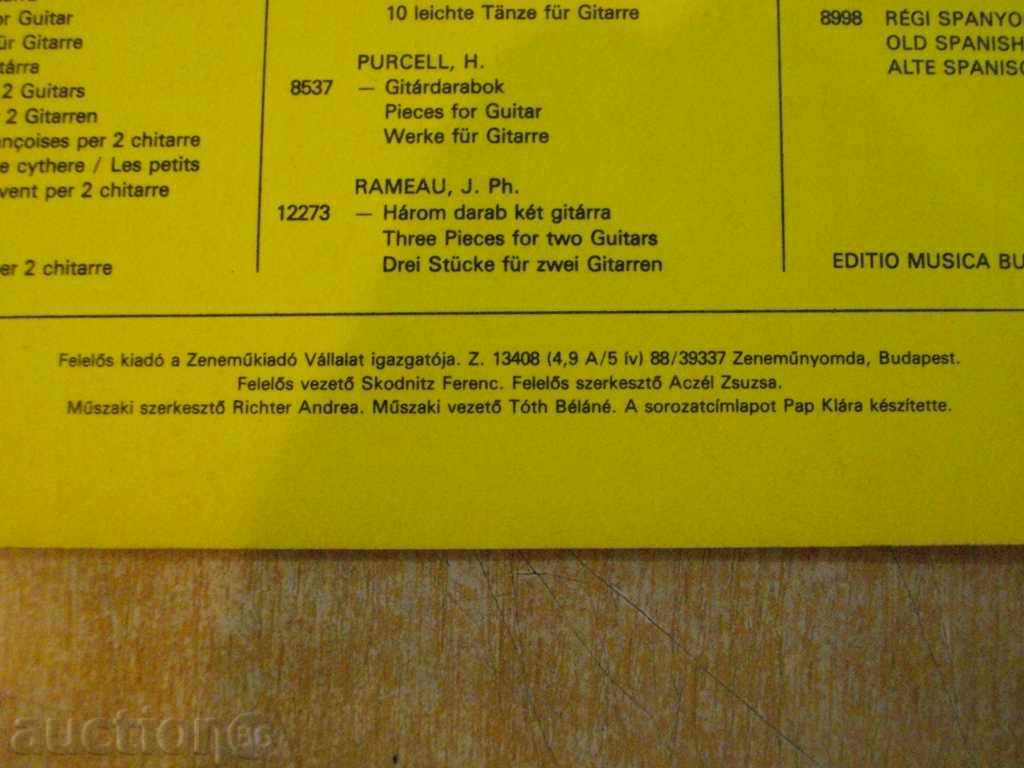 or Guitar
ür Gitarre
tárra
2 Guitars
2 Gitarren
nçoises per 2 chitarre
e cythere / Les petits
vent per 2 chitarre
er 2 chitarre
10 leichte Tänze für Gitarre
PURCELL, H.
8537 — Gitárdarabok
Pieces for Guitar
Werke für Gitarre
RAMEAU, J. Ph.
12273 — Három darab két gitárra
Three Pieces for two Guitars
Drei Stücke für zwei Gitarren
8998 RÉGI SPANYO
OLD SPANISH
ALTE SPANISC
EDITIO MUSICA BU
Felelős kiadó a Zeneműkiadó Vállalat igazgatója. Z. 13408 (4,9 A/5 ív) 88/39337 Zeneműnyomda, Budapest.
Felelős vezető Skodnitz Ferenc. Felelős szerkesztő Aczél Zsuzsa.
Műszaki szerkesztő Richter Andrea. Műszaki vezető Tóth Béláné. A sorozatcímlapot Pap Klára készítette.
auction86